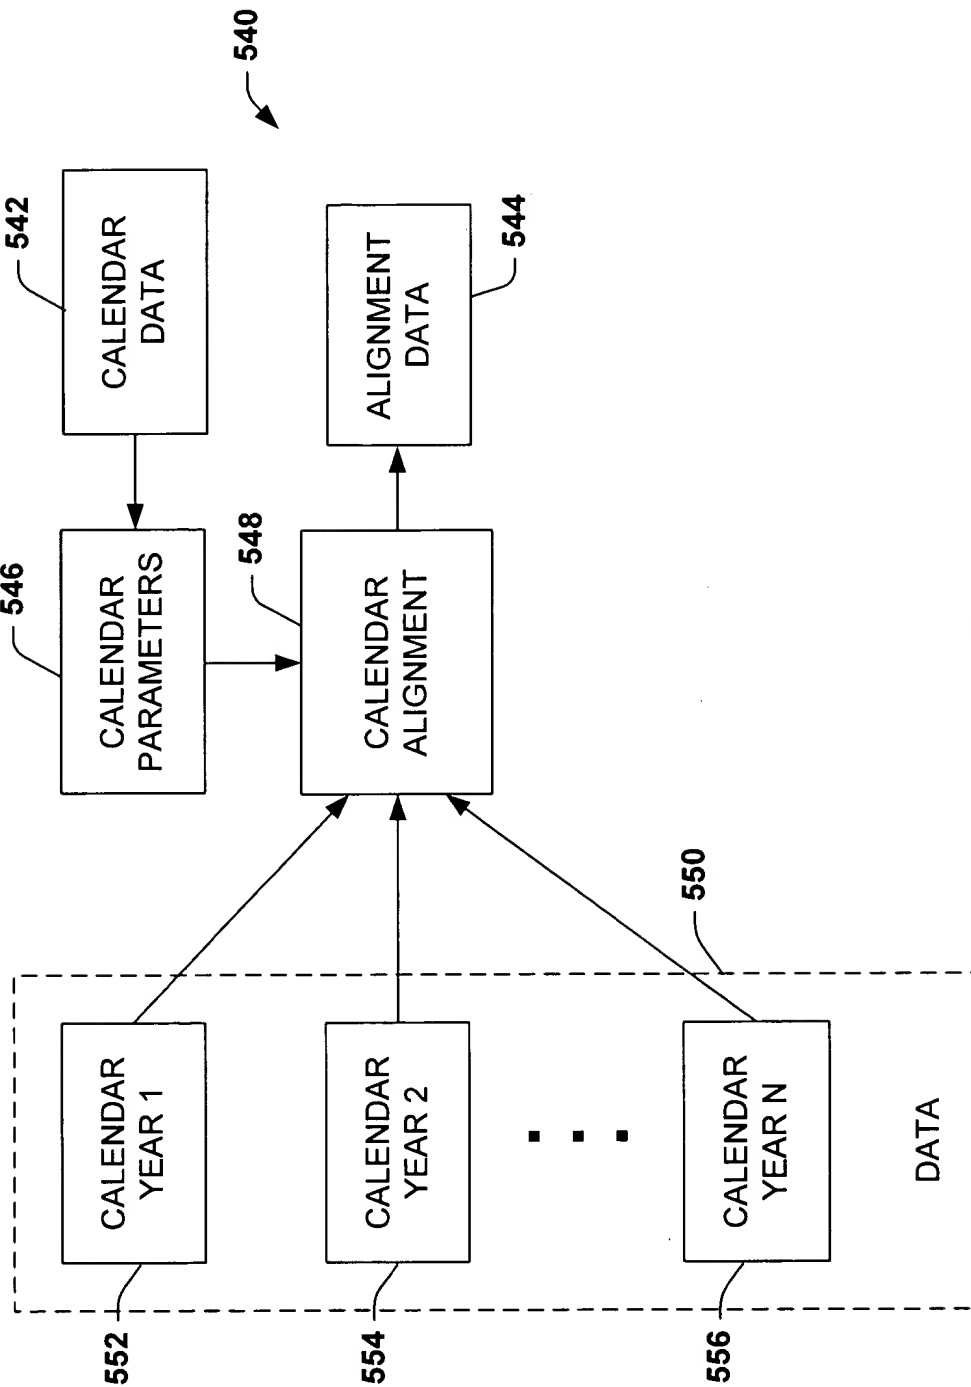 540
542
CALENDAR
DATA
546
CALENDAR
PARAMETERS
548
CALENDAR
ALIGNMENT
ALIGNMENT
DATA
544
550
552
CALENDAR
YEAR 1
554
CALENDAR
YEAR 2
556
CALENDAR
YEAR N
DATA